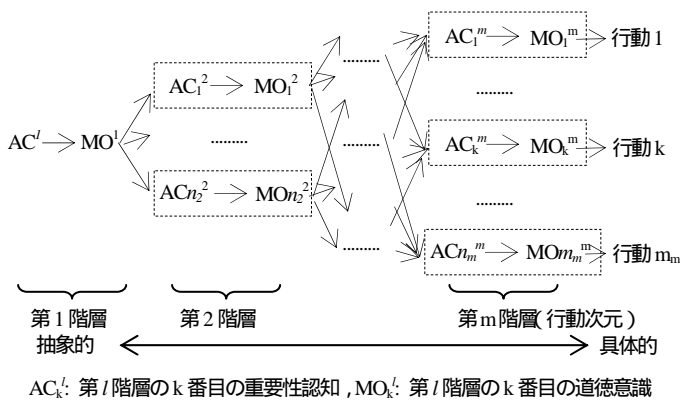 AC₁ᵐ → MO₁ᵐ → 行動 1
AC₁² → MO₁²
.........
.........
ACˡ → MO¹
.........
.........
ACₖᵐ → MOₖᵐ → 行動 k
ACn₂² → MOn₂²
.........
.........
ACnₘᵐ → MOmₘᵐ → 行動 mₘ
第 1 階層 第 2 階層 第 m 階層(行動次元)
抽象的 具体的
ACₖˡ: 第 l 階層の k 番目の重要性認知 , MOₖˡ: 第 l 階層の k 番目の道徳意識